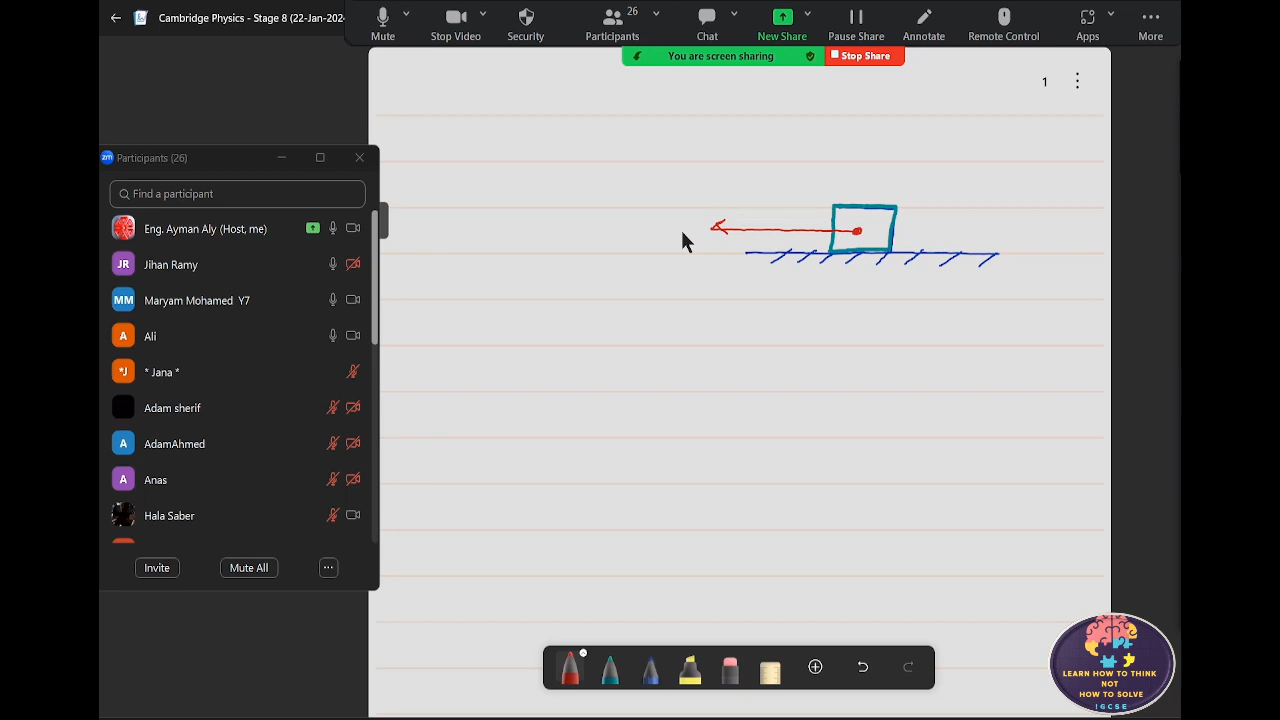 Cambridge Physics - Stage 8 (22-Jan-202
Mute
Stop Video
Security
26
Participants
Chat
New Share
Pause Share
Annotate
Remote Control
Apps
More
You are screen sharing
Stop Share
1
zm Participants (26)
Find a participant
Eng. Ayman Aly (Host, me)
JR Jihan Ramy
MM Maryam Mohamed Y7
A Ali
*J * Jana *
Adam sherif
A AdamAhmed
A Anas
Hala Saber
Invite
Mute All
LEARN HOW TO THINK
NOT
HOW TO SOLVE
IGCSE